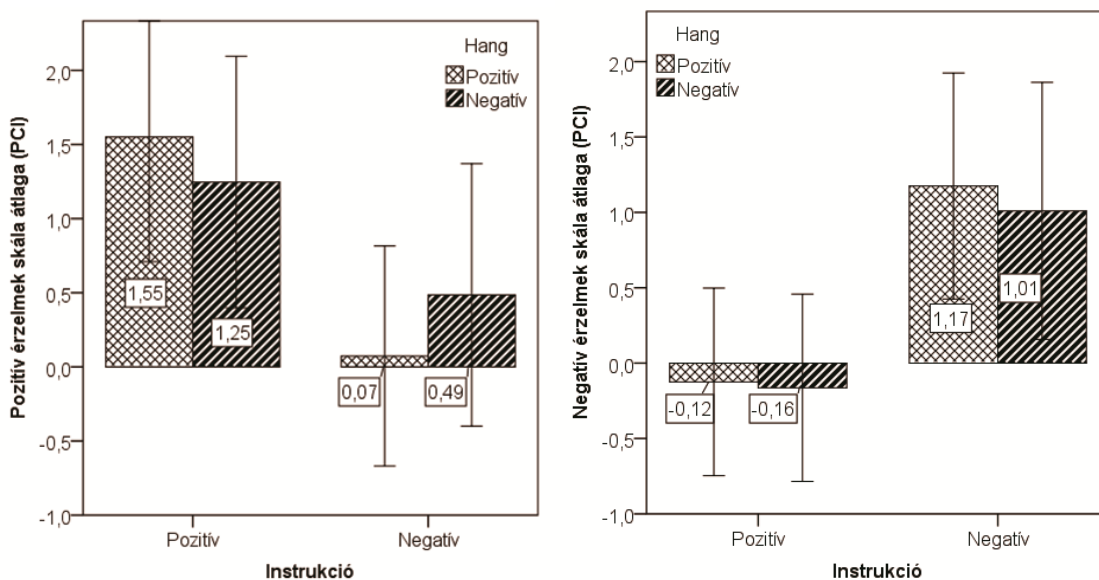 Pozitív érzelmek skála átlaga (PCI)
2,0
1,5
1,0
0,5
0,0
-0,5
-1,0
Hang
Pozitív
Negatív
1,55
1,25
0,07
0,49
Pozitív
Negatív
Instrukció
Negatív érzelmek skála átlaga (PCI)
2,0
1,5
1,0
0,5
0,0
-0,5
-1,0
Hang
Pozitív
Negatív
-0,12
-0,16
1,17
1,01
Pozitív
Negatív
Instrukció